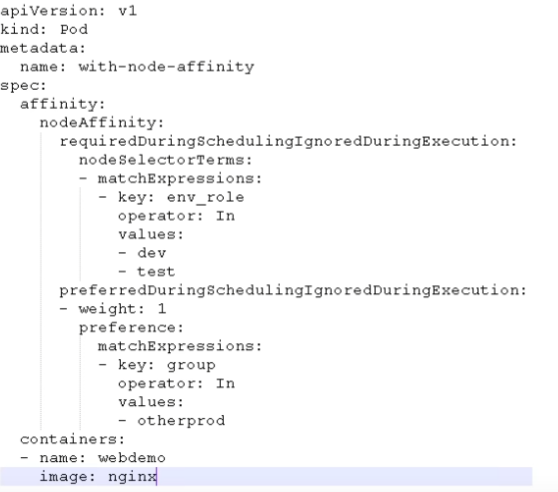 apiVersion: v1
kind: Pod
metadata:
  name: with-node-affinity
spec:
  affinity:
    nodeAffinity:
      requiredDuringSchedulingIgnoredDuringExecution:
        nodeSelectorTerms:
        - matchExpressions:
          - key: env_role
            operator: In
            values:
            - dev
            - test
      preferredDuringSchedulingIgnoredDuringExecution:
      - weight: 1
        preference:
          matchExpressions:
          - key: group
            operator: In
            values:
            - otherprod
  containers:
  - name: webdemo
    image: nginx